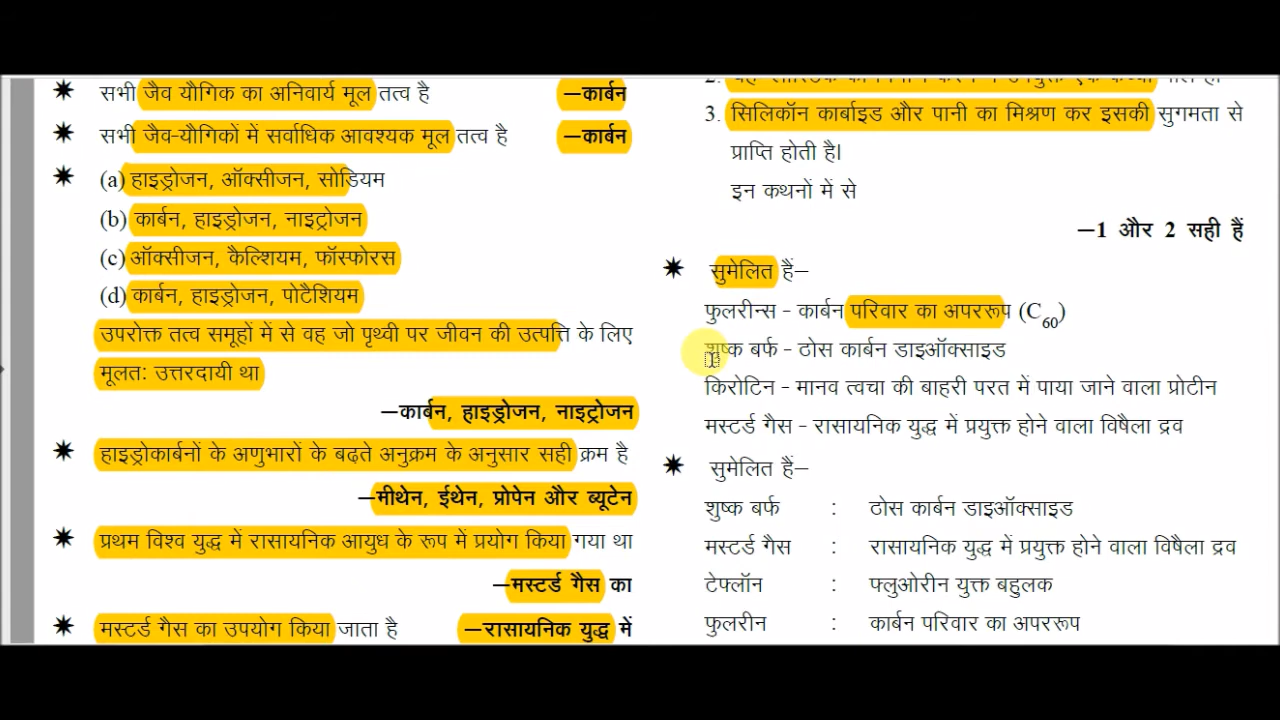 सभी जैव यौगिक का अनिवार्य मूल तत्व है –कार्बन
सभी जैव-यौगिकों में सर्वाधिक आवश्यक मूल तत्व है –कार्बन
(a) हाइड्रोजन, ऑक्सीजन, सोडियम
(b) कार्बन, हाइड्रोजन, नाइट्रोजन
(c) ऑक्सीजन, कैल्शियम, फॉस्फोरस
(d) कार्बन, हाइड्रोजन, पोटैशियम
उपरोक्त तत्व समूहों में से वह जो पृथ्वी पर जीवन की उत्पत्ति के लिए
मूलत: उत्तरदायी था
–कार्बन, हाइड्रोजन, नाइट्रोजन
हाइड्रोकार्बनों के अणुभारों के बढ़ते अनुक्रम के अनुसार सही क्रम है
–मीथेन, ईथेन, प्रोपेन और ब्यूटेन
प्रथम विश्व युद्ध में रासायनिक आयुध के रूप में प्रयोग किया गया था
–मस्टर्ड गैस का
मस्टर्ड गैस का उपयोग किया जाता है –रासायनिक युद्ध में
3. सिलिकॉन कार्बाइड और पानी का मिश्रण कर इसकी सुगमता से
प्राप्ति होती है।
इन कथनों में से
–1 और 2 सही हैं
सुमेलित हैं–
फुलरीन्स - कार्बन परिवार का अपररूप (C60)
शुष्क बर्फ - ठोस कार्बन डाइऑक्साइड
किरोटिन - मानव त्वचा की बाहरी परत में पाया जाने वाला प्रोटीन
मस्टर्ड गैस - रासायनिक युद्ध में प्रयुक्त होने वाला विषैला द्रव
सुमेलित हैं–
शुष्क बर्फ : ठोस कार्बन डाइऑक्साइड
मस्टर्ड गैस : रासायनिक युद्ध में प्रयुक्त होने वाला विषैला द्रव
टेफ्लॉन : फ्लुओरीन युक्त बहुलक
फुलरीन : कार्बन परिवार का अपररूप